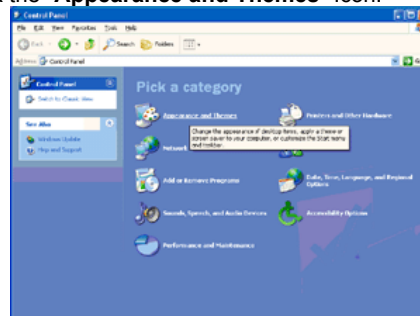 the "Appearance and Themes" icon.
Control Panel
File Edit View Favorites Tools Help
Back Search Folders
Address Control Panel Go
Control Panel
Switch to Classic View
See Also
Windows Update
Help and Support
Pick a category
Appearance and Themes
Printers and Other Hardware
Change the appearance of desktop items, apply a theme or
screen saver to your computer, or customize the Start menu
and taskbar.
Network
Add or Remove Programs
Date, Time, Language, and Regional
Options
Sounds, Speech, and Audio Devices
Accessibility Options
Performance and Maintenance